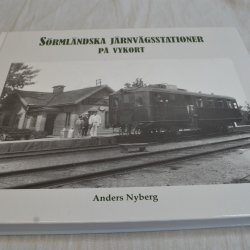 SÖRMLÄNDSKA JÄRNVÄGSSTATIONER
PÅ VYKORT
Anders Nyberg